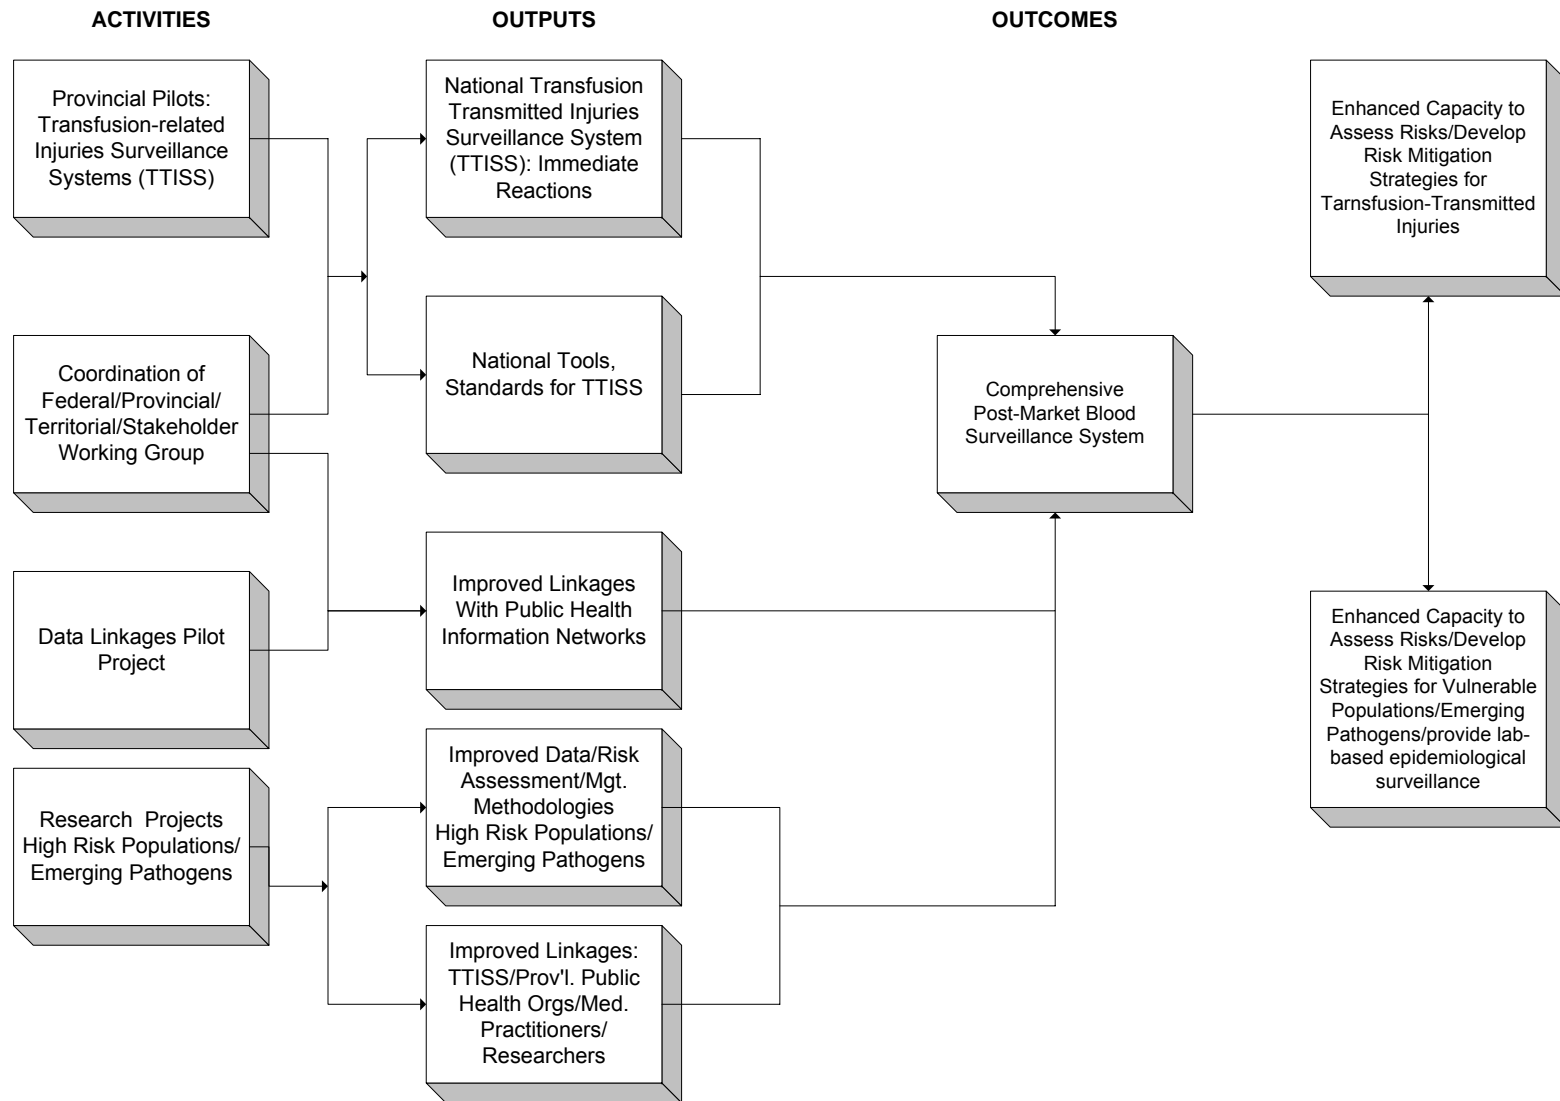 ACTIVITIES
OUTPUTS
OUTCOMES
Provincial Pilots:
Transfusion-related
Injuries Surveillance
Systems (TTISS)
Coordination of
Federal/Provincial/
Territorial/Stakeholder
Working Group
Data Linkages Pilot
Project
Research Projects
High Risk Populations/
Emerging Pathogens
National Transfusion
Transmitted Injuries
Surveillance System
(TTISS): Immediate
Reactions
National Tools,
Standards for TTISS
Improved Linkages
With Public Health
Information Networks
Improved Data/Risk
Assessment/Mgt.
Methodologies
High Risk Populations/
Emerging Pathogens
Improved Linkages:
TTISS/Prov'l. Public
Health Orgs/Med.
Practitioners/
Researchers
Comprehensive
Post-Market Blood
Surveillance System
Enhanced Capacity to
Assess Risks/Develop
Risk Mitigation
Strategies for
Tarnsfusion-Transmitted
Injuries
Enhanced Capacity to
Assess Risks/Develop
Risk Mitigation
Strategies for Vulnerable
Populations/Emerging
Pathogens/provide lab-
based epidemiological
surveillance